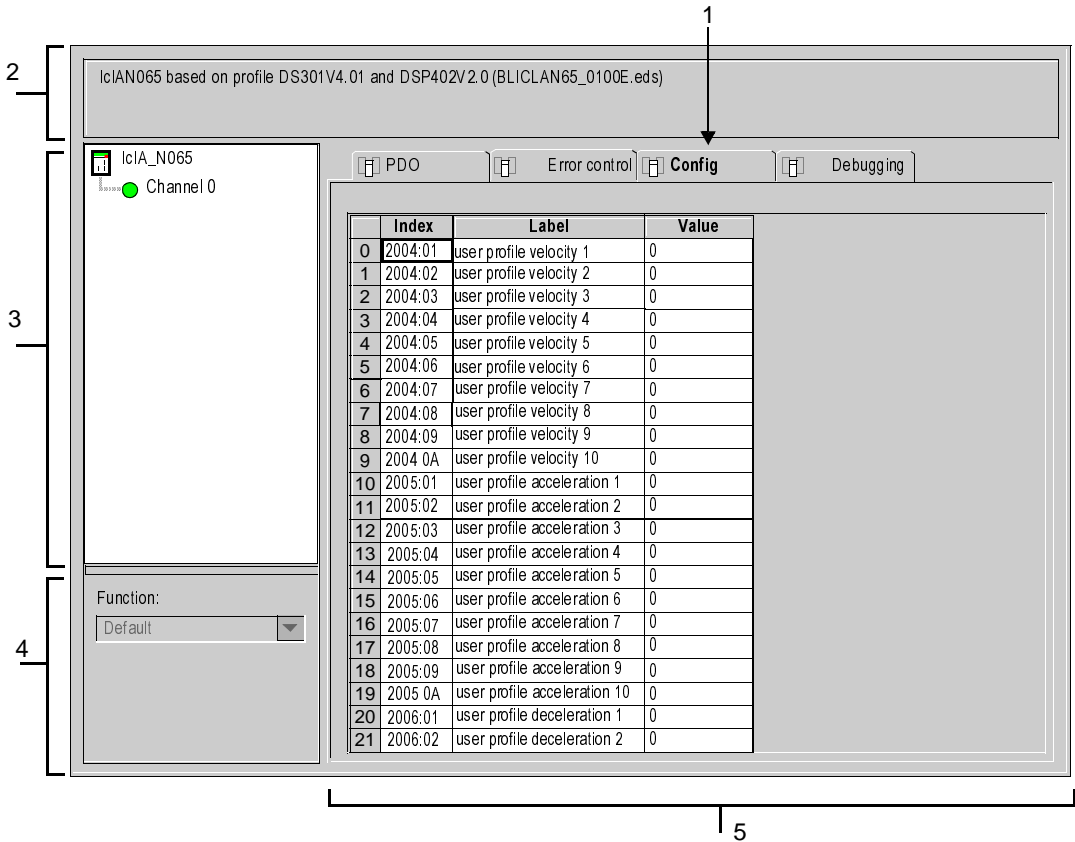 1
2
IcIAN065 based on profile DS301V4.01 and DSP402V2.0 (BLICLAN65_0100E.eds)
3
IcIA_N065
Channel 0
PDO Error control Config Debugging
Index Label Value
0 2004:01 user profile velocity 1 0
1 2004:02 user profile velocity 2 0
2 2004:03 user profile velocity 3 0
3 2004:04 user profile velocity 4 0
4 2004:05 user profile velocity 5 0
5 2004:06 user profile velocity 6 0
6 2004:07 user profile velocity 7 0
7 2004:08 user profile velocity 8 0
8 2004:09 user profile velocity 9 0
9 2004 0A user profile velocity 10 0
10 2005:01 user profile acceleration 1 0
11 2005:02 user profile acceleration 2 0
12 2005:03 user profile acceleration 3 0
13 2005:04 user profile acceleration 4 0
14 2005:05 user profile acceleration 5 0
15 2005:06 user profile acceleration 6 0
16 2005:07 user profile acceleration 7 0
17 2005:08 user profile acceleration 8 0
18 2005:09 user profile acceleration 9 0
19 2005 0A user profile acceleration 10 0
20 2006:01 user profile deceleration 1 0
21 2006:02 user profile deceleration 2 0
4
Function:
Default
5